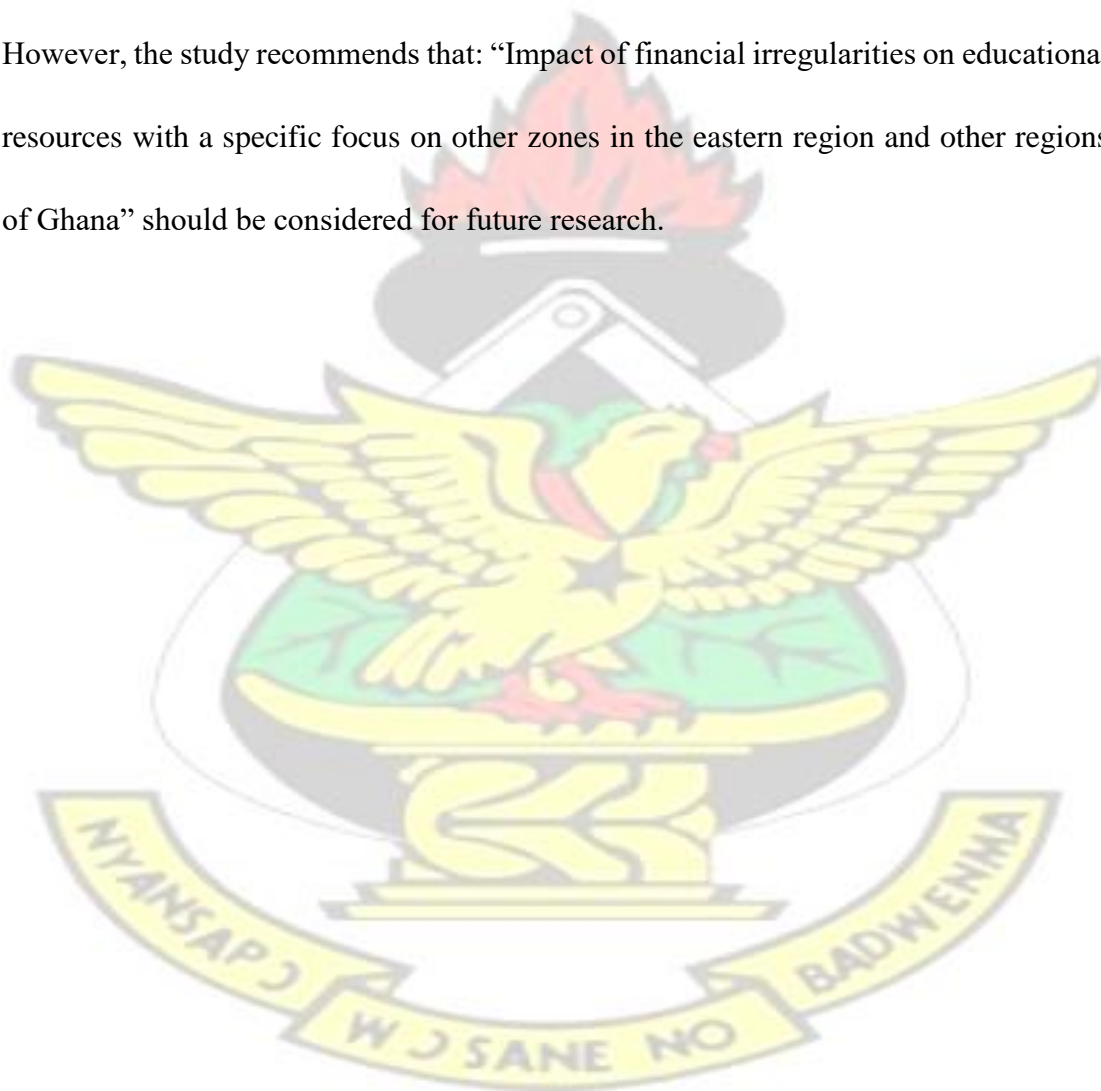 However, the study recommends that: “Impact of financial irregularities on educationa
resources with a specific focus on other zones in the eastern region and other regions
of Ghana” should be considered for future research.
NYANSAPƆ
WƆSANE NO
BADWENMA